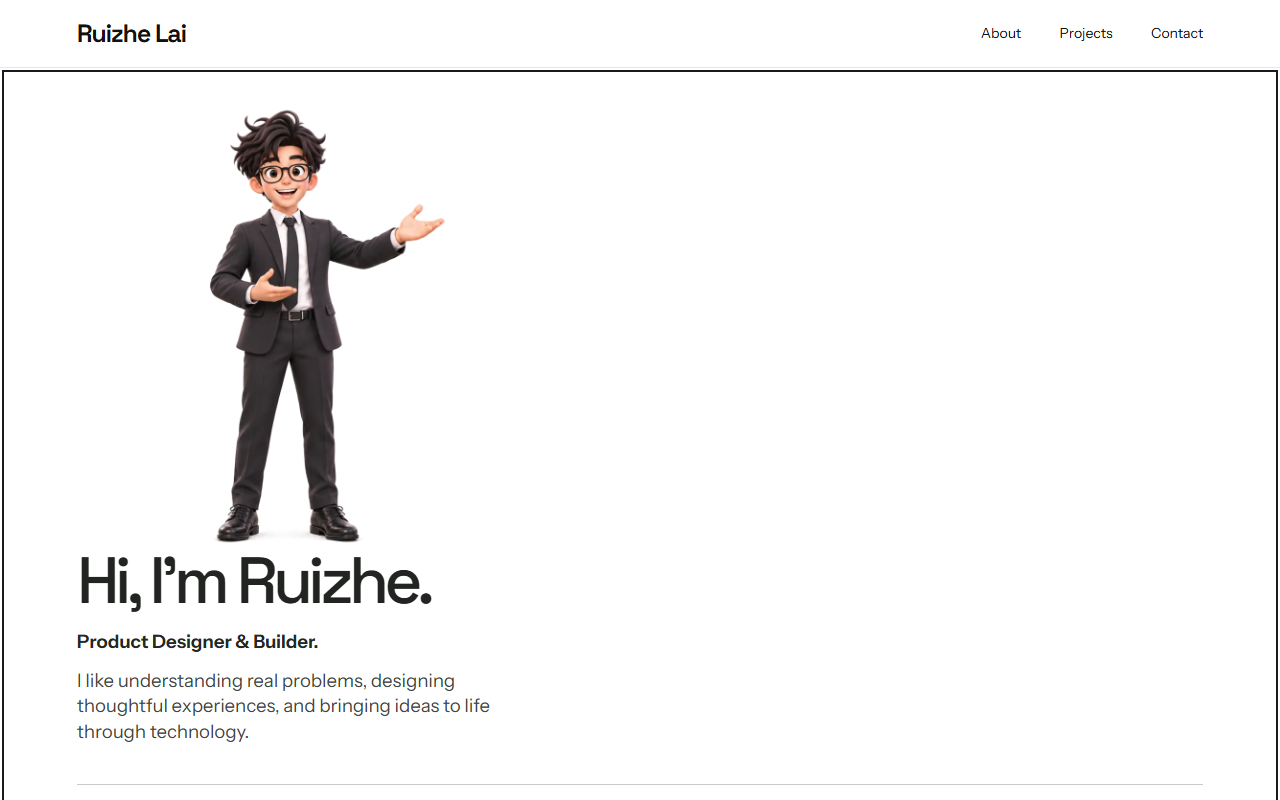 Ruizhe Lai
About
Projects
Contact
Hi, I’m Ruizhe.
Product Designer & Builder.
I like understanding real problems, designing
thoughtful experiences, and bringing ideas to life
through technology.